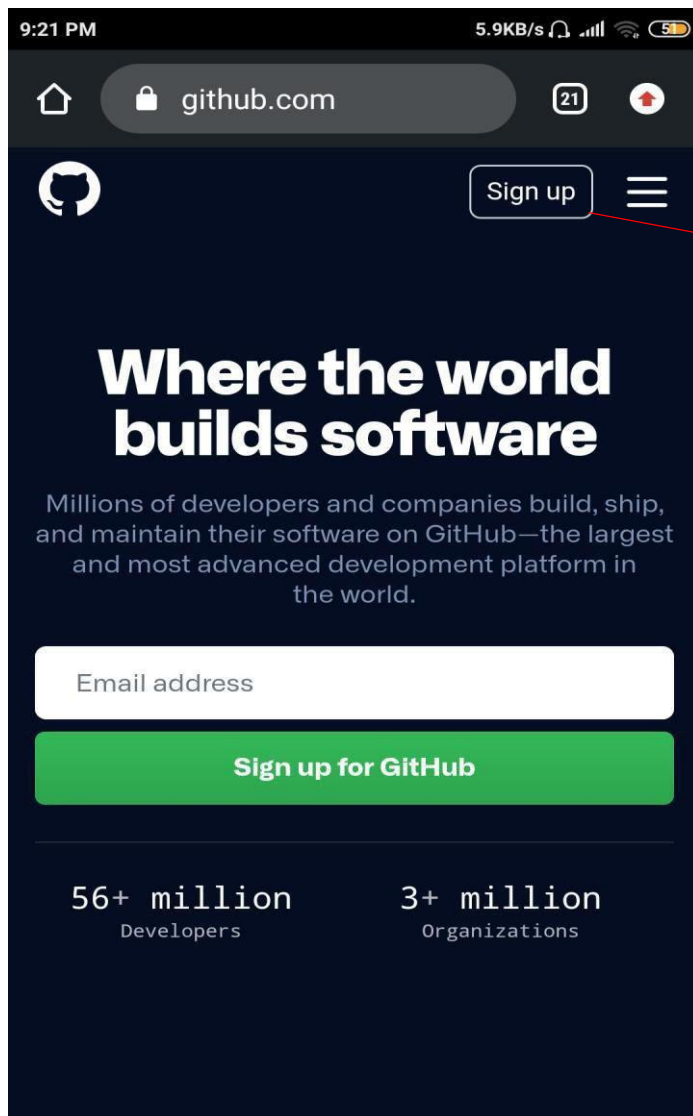 9:21 PM 5.9KB/s 51
github.com 21
Sign up
Where the world
builds software
Millions of developers and companies build, ship,
and maintain their software on GitHub—the largest
and most advanced development platform in
the world.
Email address
Sign up for GitHub
56+ million 3+ million
Developers Organizations